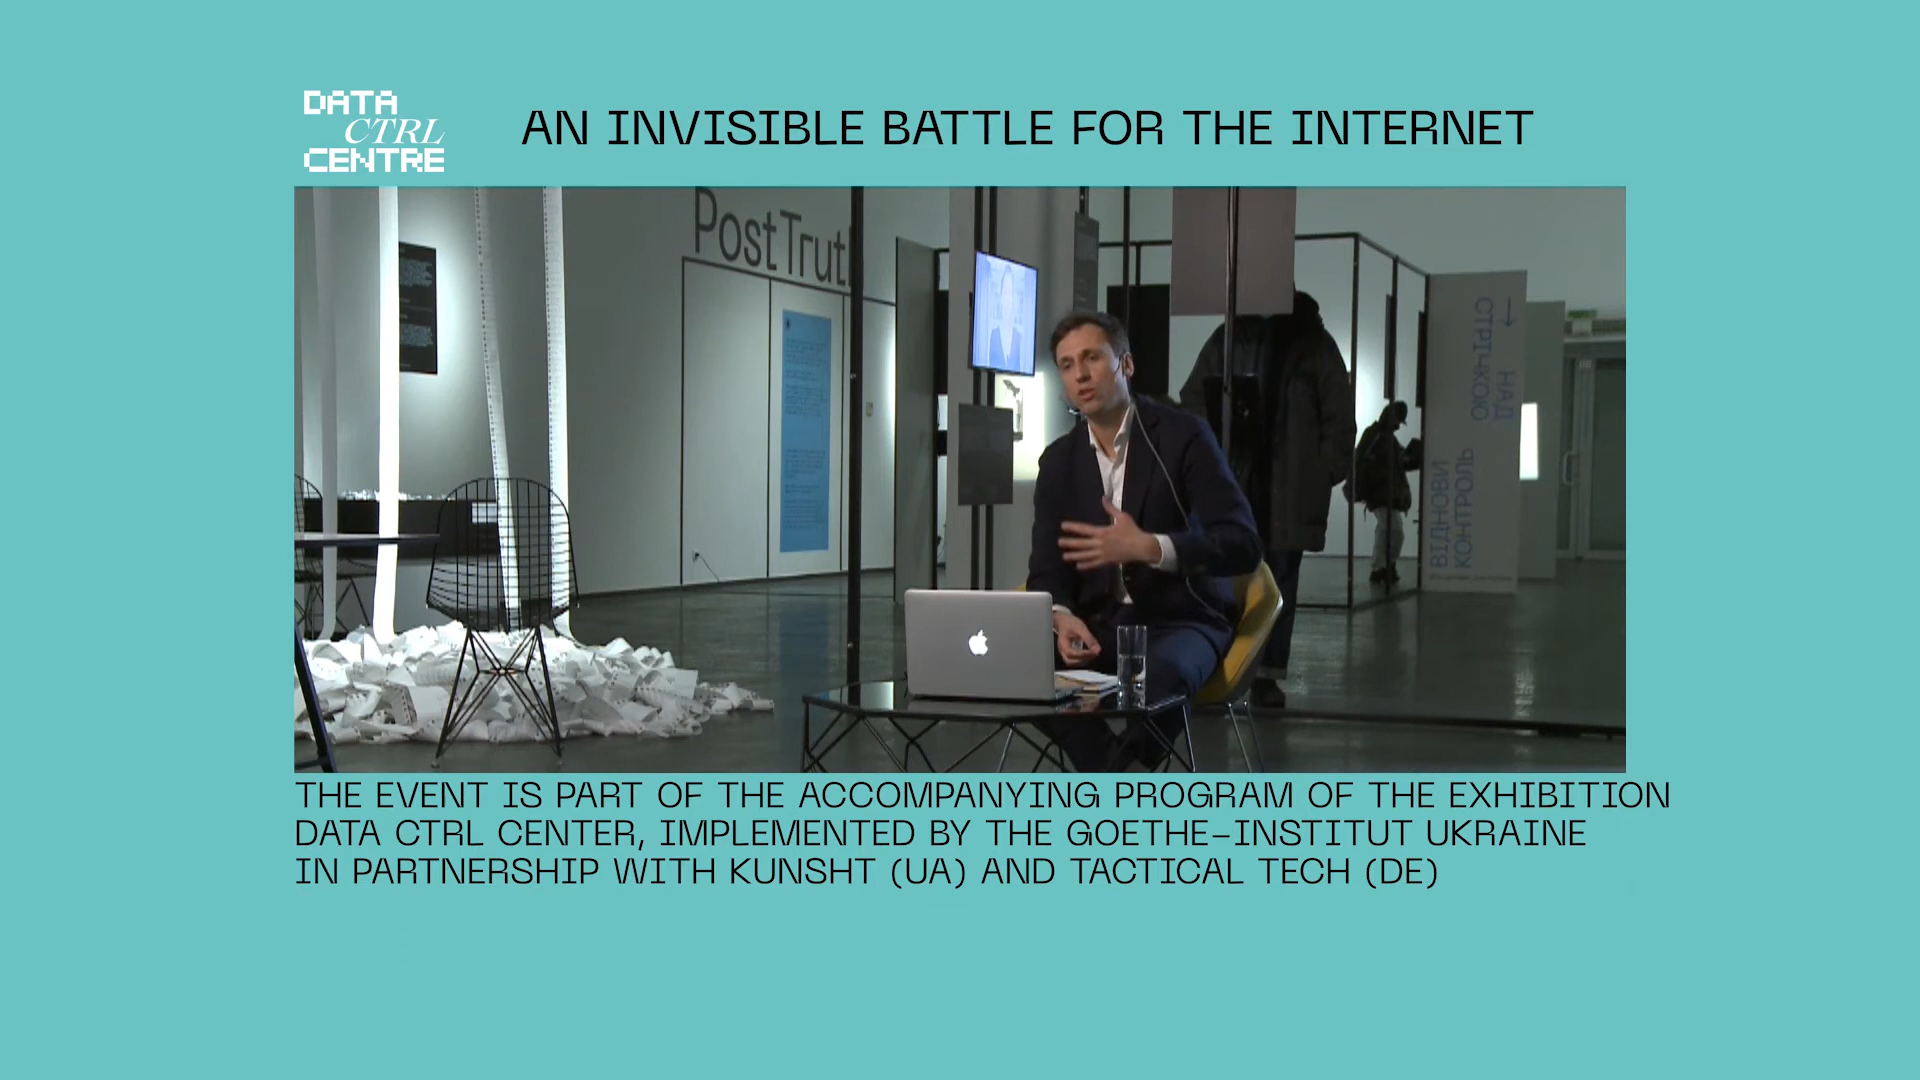 DATA
CTRL
CENTRE
AN INVISIBLE BATTLE FOR THE INTERNET
PostTrut
ВІДНОВИ
КОНТРОЛЬ
НАД
СТРІЧКОЮ
THE EVENT IS PART OF THE ACCOMPANYING PROGRAM OF THE EXHIBITION
DATA CTRL CENTER, IMPLEMENTED BY THE GOETHE-INSTITUT UKRAINE
IN PARTNERSHIP WITH KUNSHT (UA) AND TACTICAL TECH (DE)